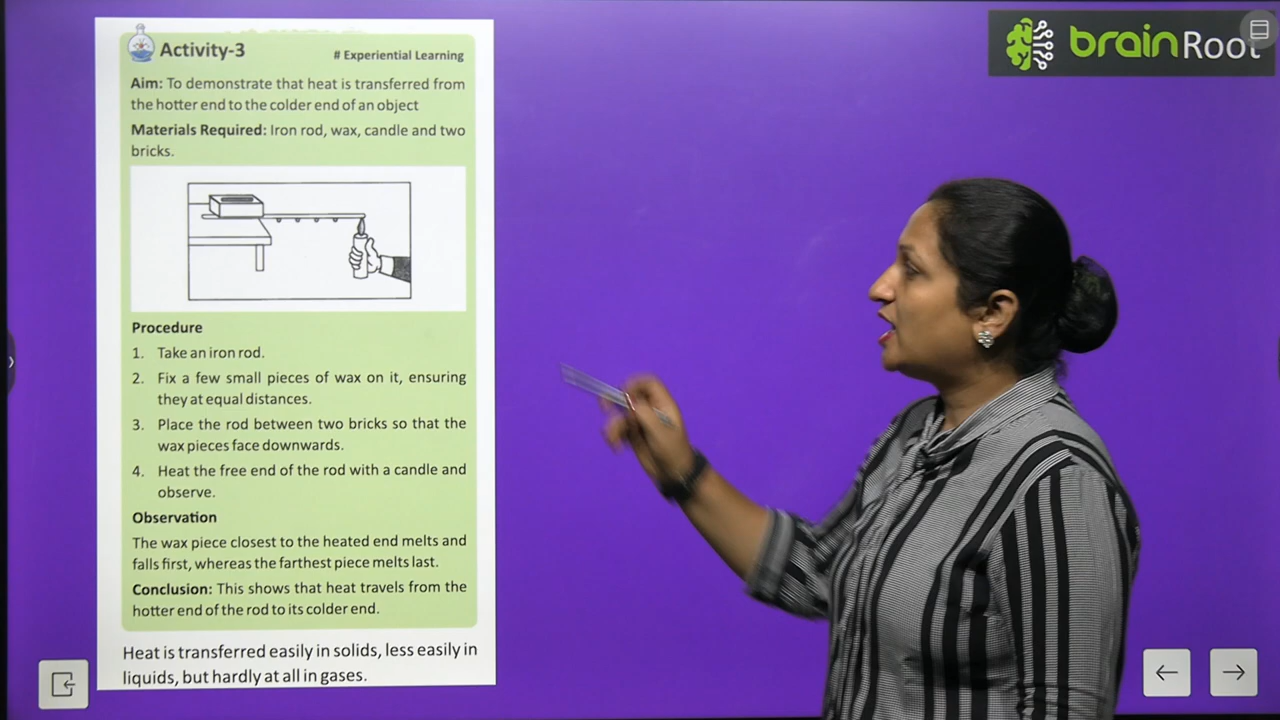 Activity-3
# Experiential Learning
Aim: To demonstrate that heat is transferred from
the hotter end to the colder end of an object
Materials Required: Iron rod, wax, candle and two
bricks.
Procedure
1. Take an iron rod.
2. Fix a few small pieces of wax on it, ensuring
they at equal distances.
3. Place the rod between two bricks so that the
wax pieces face downwards.
4. Heat the free end of the rod with a candle and
observe.
Observation
The wax piece closest to the heated end melts and
falls first, whereas the farthest piece melts last.
Conclusion: This shows that heat travels from the
hotter end of the rod to its colder end.
Heat is transferred easily in solids, less easily in
liquids, but hardly at all in gases.
brainRoot